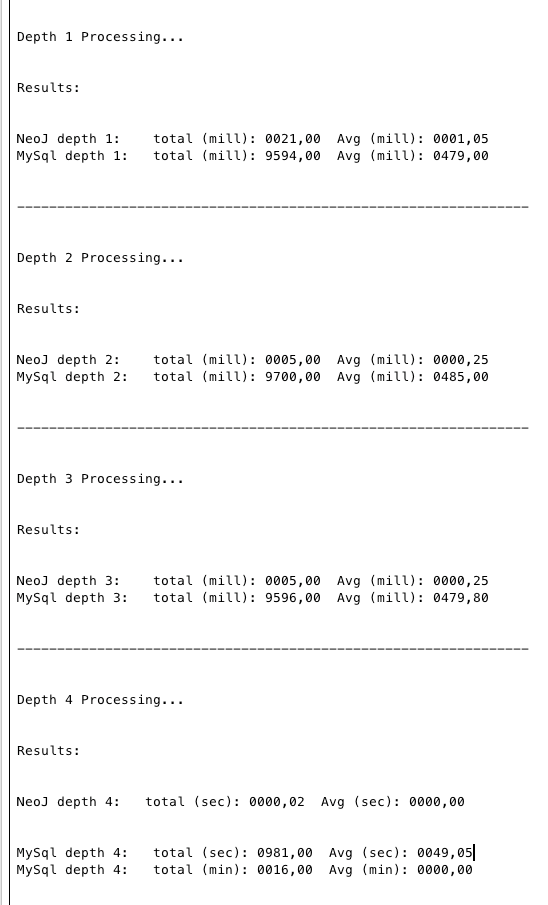 Depth 1 Processing...
Results:
NeoJ depth 1:    total (mill): 0021,00  Avg (mill): 0001,05
MySql depth 1:   total (mill): 9594,00  Avg (mill): 0479,00
----------------------------------------------------------------
Depth 2 Processing...
Results:
NeoJ depth 2:    total (mill): 0005,00  Avg (mill): 0000,25
MySql depth 2:   total (mill): 9700,00  Avg (mill): 0485,00
----------------------------------------------------------------
Depth 3 Processing...
Results:
NeoJ depth 3:    total (mill): 0005,00  Avg (mill): 0000,25
MySql depth 3:   total (mill): 9596,00  Avg (mill): 0479,80
----------------------------------------------------------------
Depth 4 Processing...
Results:
NeoJ depth 4:   total (sec): 0000,02  Avg (sec): 0000,00
MySql depth 4:   total (sec): 0981,00  Avg (sec): 0049,05
MySql depth 4:   total (min): 0016,00  Avg (min): 0000,00